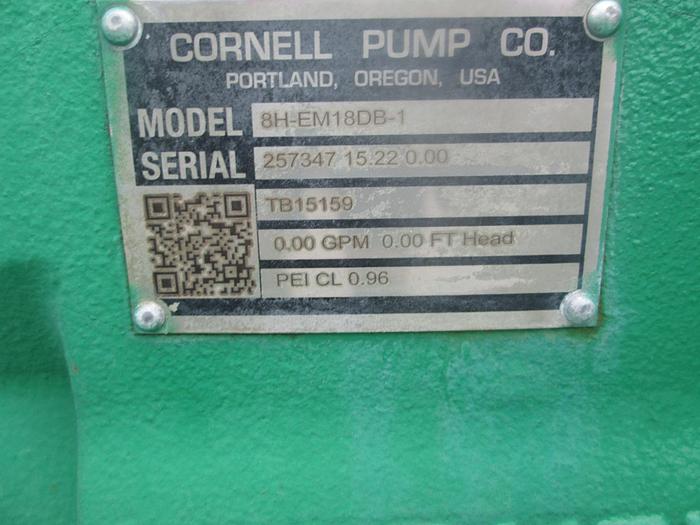 CORNELL PUMP CO.
PORTLAND, OREGON, USA
MODEL 8H-EM18DB-1
SERIAL 257347 15.22 0.00
TB15159
0.00 GPM 0.00 FT Head
PEI CL 0.96